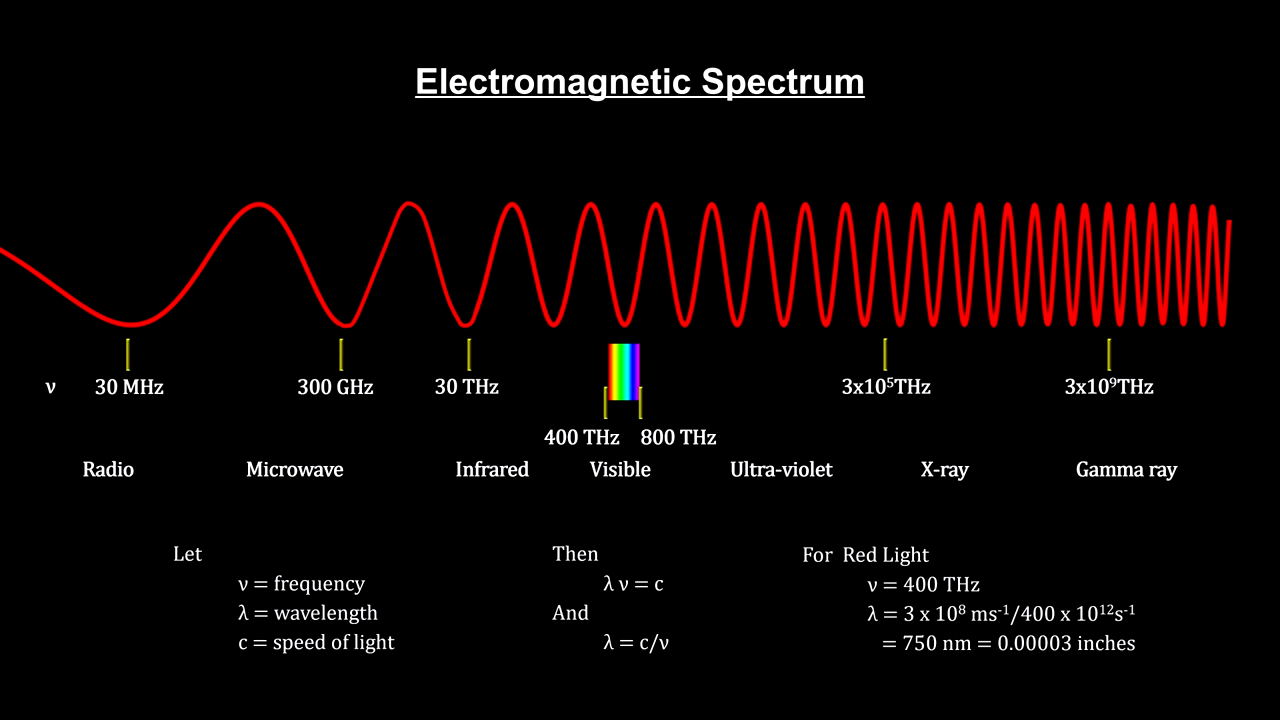 Electromagnetic Spectrum
ν 30 MHz 300 GHz 30 THz 3x10⁵THz 3x10⁹THz
400 THz 800 THz
Radio Microwave Infrared Visible Ultra-violet X-ray Gamma ray
Let
ν = frequency
λ = wavelength
c = speed of light
Then
λ ν = c
And
λ = c/ν
For Red Light
ν = 400 THz
λ = 3 x 10⁸ ms⁻¹/400 x 10¹²s⁻¹
= 750 nm = 0.00003 inches